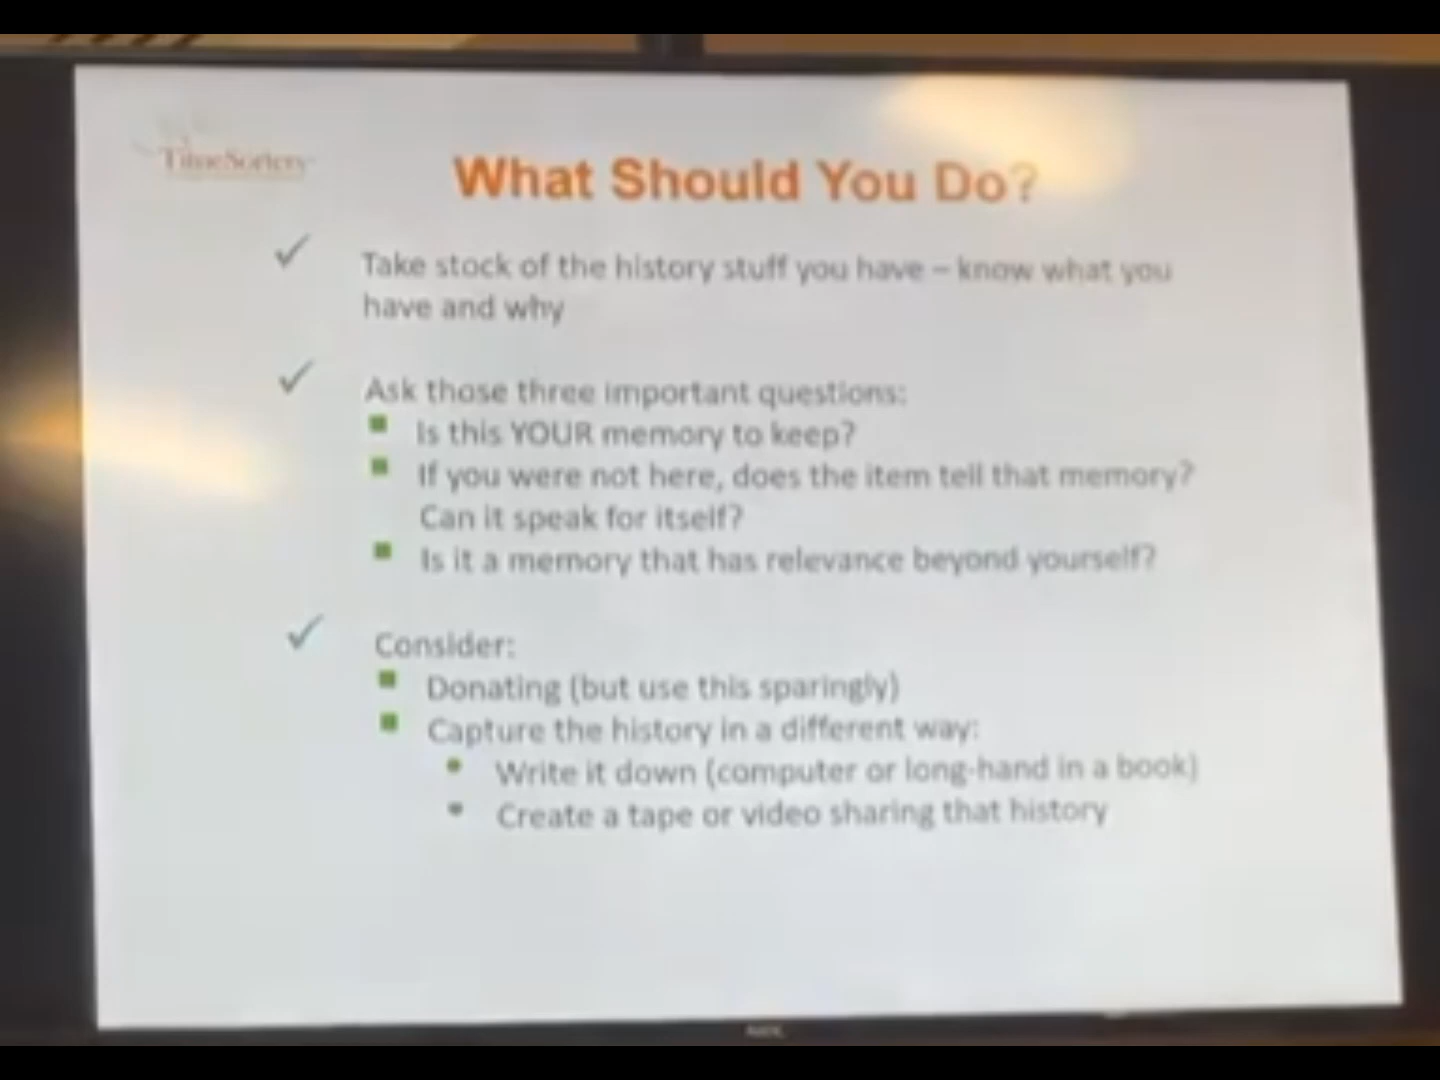 TimeSorters
What Should You Do?
Take stock of the history stuff you have – know what you
have and why
Ask those three important questions:
Is this YOUR memory to keep?
If you were not here, does the item tell that memory?
Can it speak for itself?
Is it a memory that has relevance beyond yourself?
Consider:
Donating (but use this sparingly)
Capture the history in a different way:
Write it down (computer or long-hand in a book)
Create a tape or video sharing that history